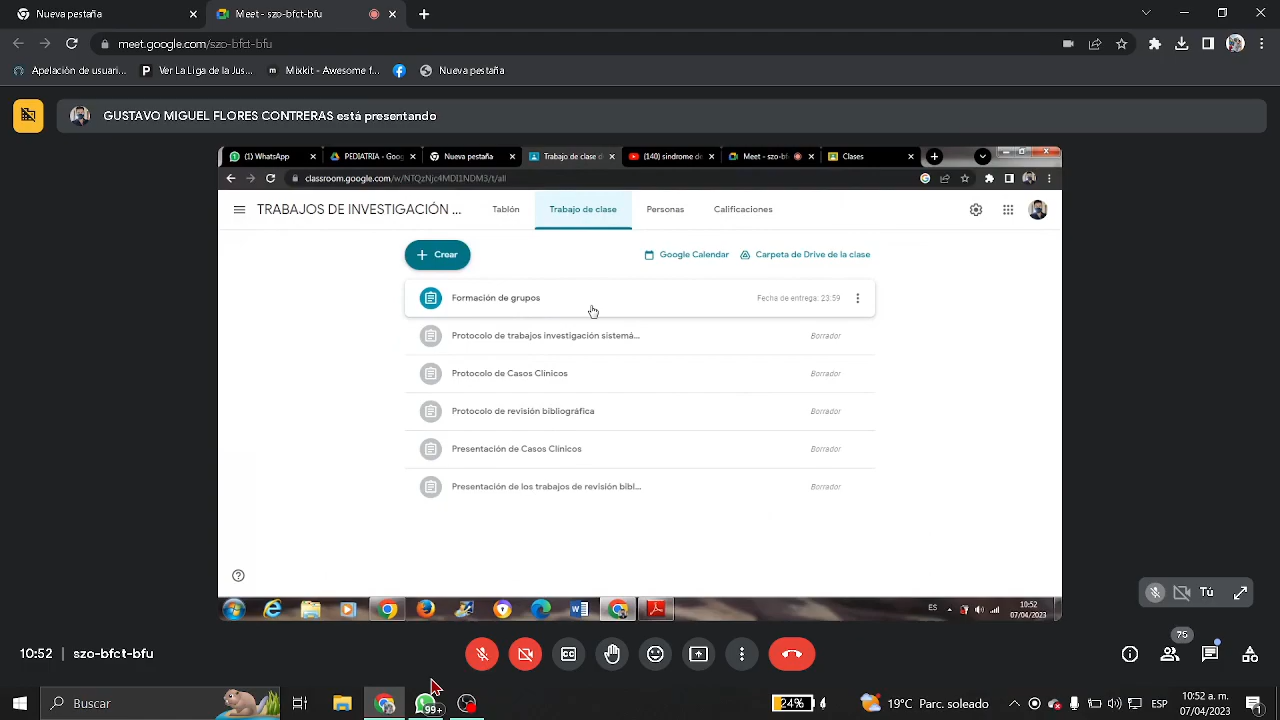 Nueva pestaña
Meet - szo-bfct-bfu
meet.google.com/szo-bfct-bfu
Apelación de usuari...
Ver La Liga de la Jus...
Mixkit - Awesome f...
Nueva pestaña
GUSTAVO MIGUEL FLORES CONTRERAS está presentando
(1) WhatsApp
Nueva pestaña
Trabajo de clase d
(140) síndrome d
Meet - szo-bf
Clases
classroom.google.com/w/NTQzNjc4MDI1NDM3/t/all
TRABAJOS DE INVESTIGACIÓN ...
Tablón
Trabajo de clase
Personas
Calificaciones
Crear
Google Calendar
Carpeta de Drive de la clase
Formación de grupos
Fecha de entrega: 23:59
Protocolo de trabajos investigación sistemá...
Borrador
Protocolo de Casos Clínicos
Borrador
Protocolo de revisión bibliográfica
Borrador
Presentación de Casos Clínicos
Borrador
Presentación de los trabajos de revisión bibl...
Borrador
ES
10:52
07/04/2023
Tú
10:52 | szo-bfct-bfu
75
Búsqueda
99+
24%
19°C Parc. soleado
10:52 a. m.
07/04/2023
1